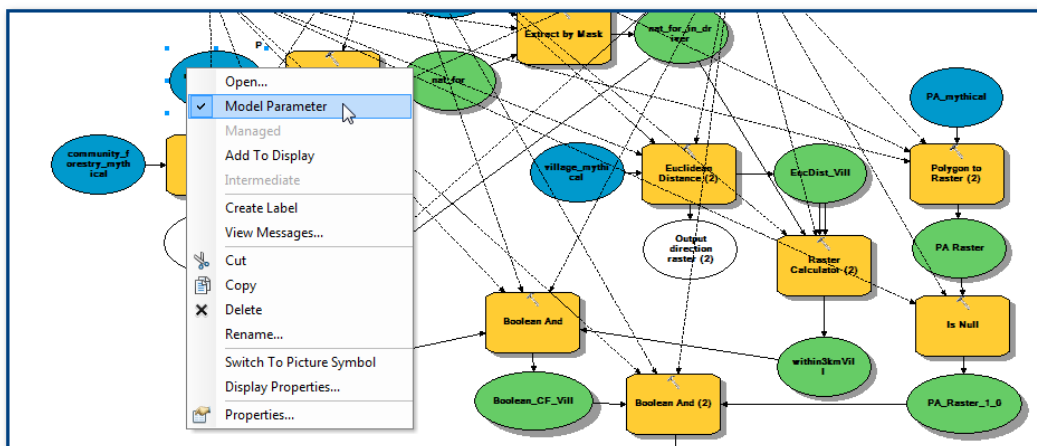 Extract by Mask
nat_for_in_dr
iver
P
nat_for
PA_mythical
Open...
Model Parameter
Managed
Add To Display
Intermediate
Create Label
View Messages...
Cut
Copy
Delete
Rename...
Switch To Picture Symbol
Display Properties...
Properties...
community_f
orestry_myth
ical
village_mythi
cal
Euclidean
Distance (2)
EucDist_Vill
Polygon to
Raster (2)
Output
direction
raster (2)
Raster
Calculator (2)
PA Raster
Boolean And
Is Null
within3kmVil
l
Boolean_CF_Vill
Boolean And (2)
PA_Raster_1_0